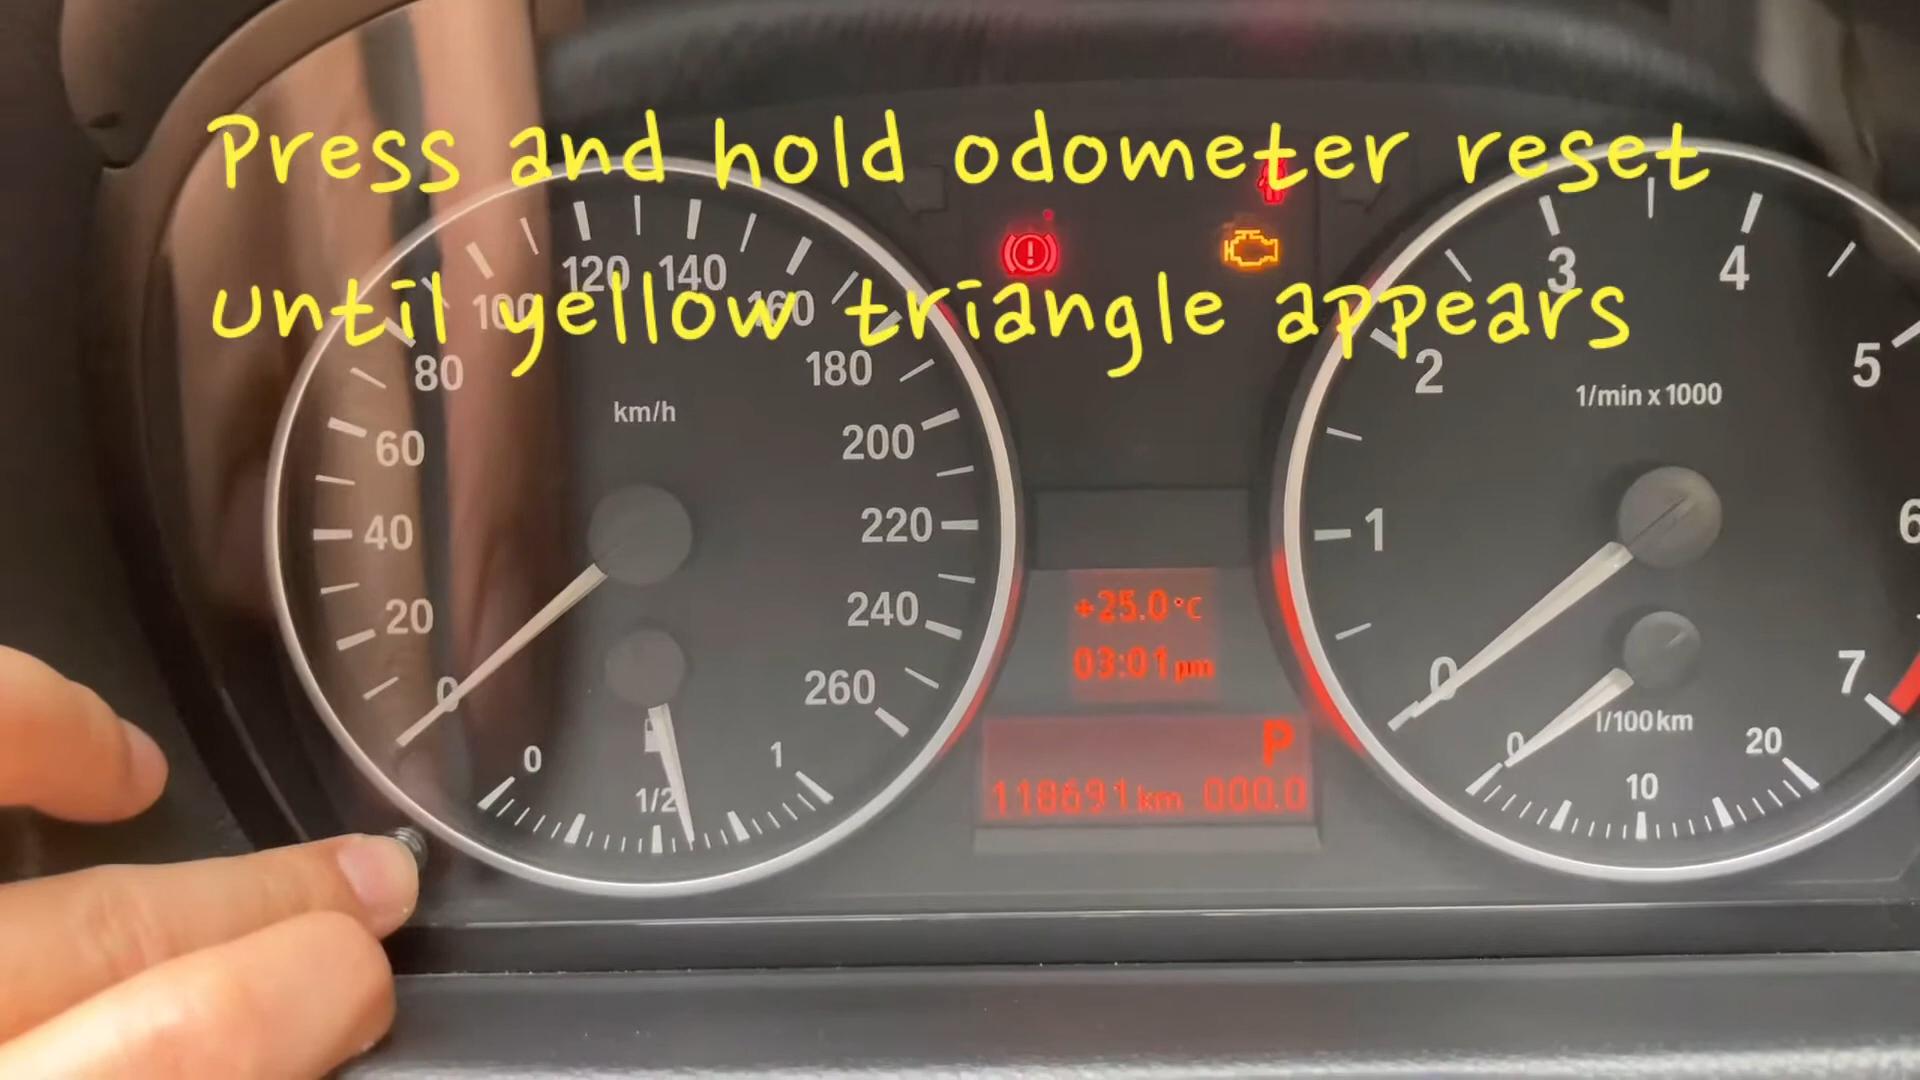 Press and hold odometer reset
until yellow triangle appears
120 140
100 160
80 180
km/h
60 200
40 220
20 240
0 260
0 1/2 1
+25.0°C
03:01 pm
P
118691 km 000.0
3 4
2 5
1/min x 1000
1 6
0 7
l/100km
0 10 20